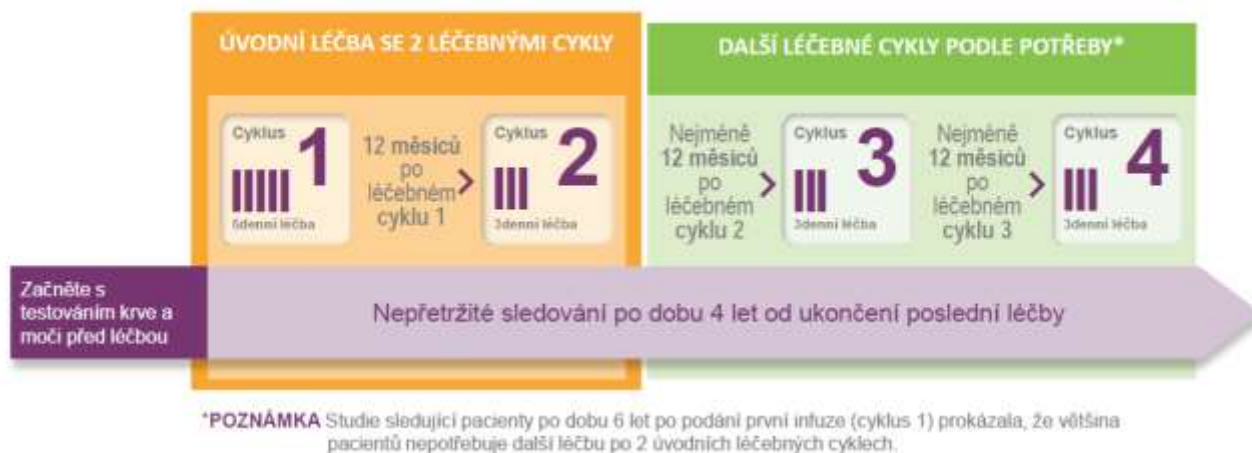 ÚVODNÍ LÉČBA SE 2 LÉČEBNÝMI CYKLY
DALŠÍ LÉČEBNÉ CYKLY PODLE POTŘEBY*
Cyklus
1
5denní léčba
12 měsíců
po
léčebném
cyklu 1
Cyklus
2
3denní léčba
Nejméně
12 měsíců
po
léčebném
cyklu 2
Cyklus
3
3denní léčba
Nejméně
12 měsíců
po
léčebném
cyklu 3
Cyklus
4
3denní léčba
Začněte s
testováním krve a
moči před léčbou
Nepřetržité sledování po dobu 4 let od ukončení poslední léčby
*POZNÁMKA Studie sledující pacienty po dobu 6 let po podání první infuze (cyklus 1) prokázala, že většina
pacientů nepotřebuje další léčbu po 2 úvodních léčebných cyklech.